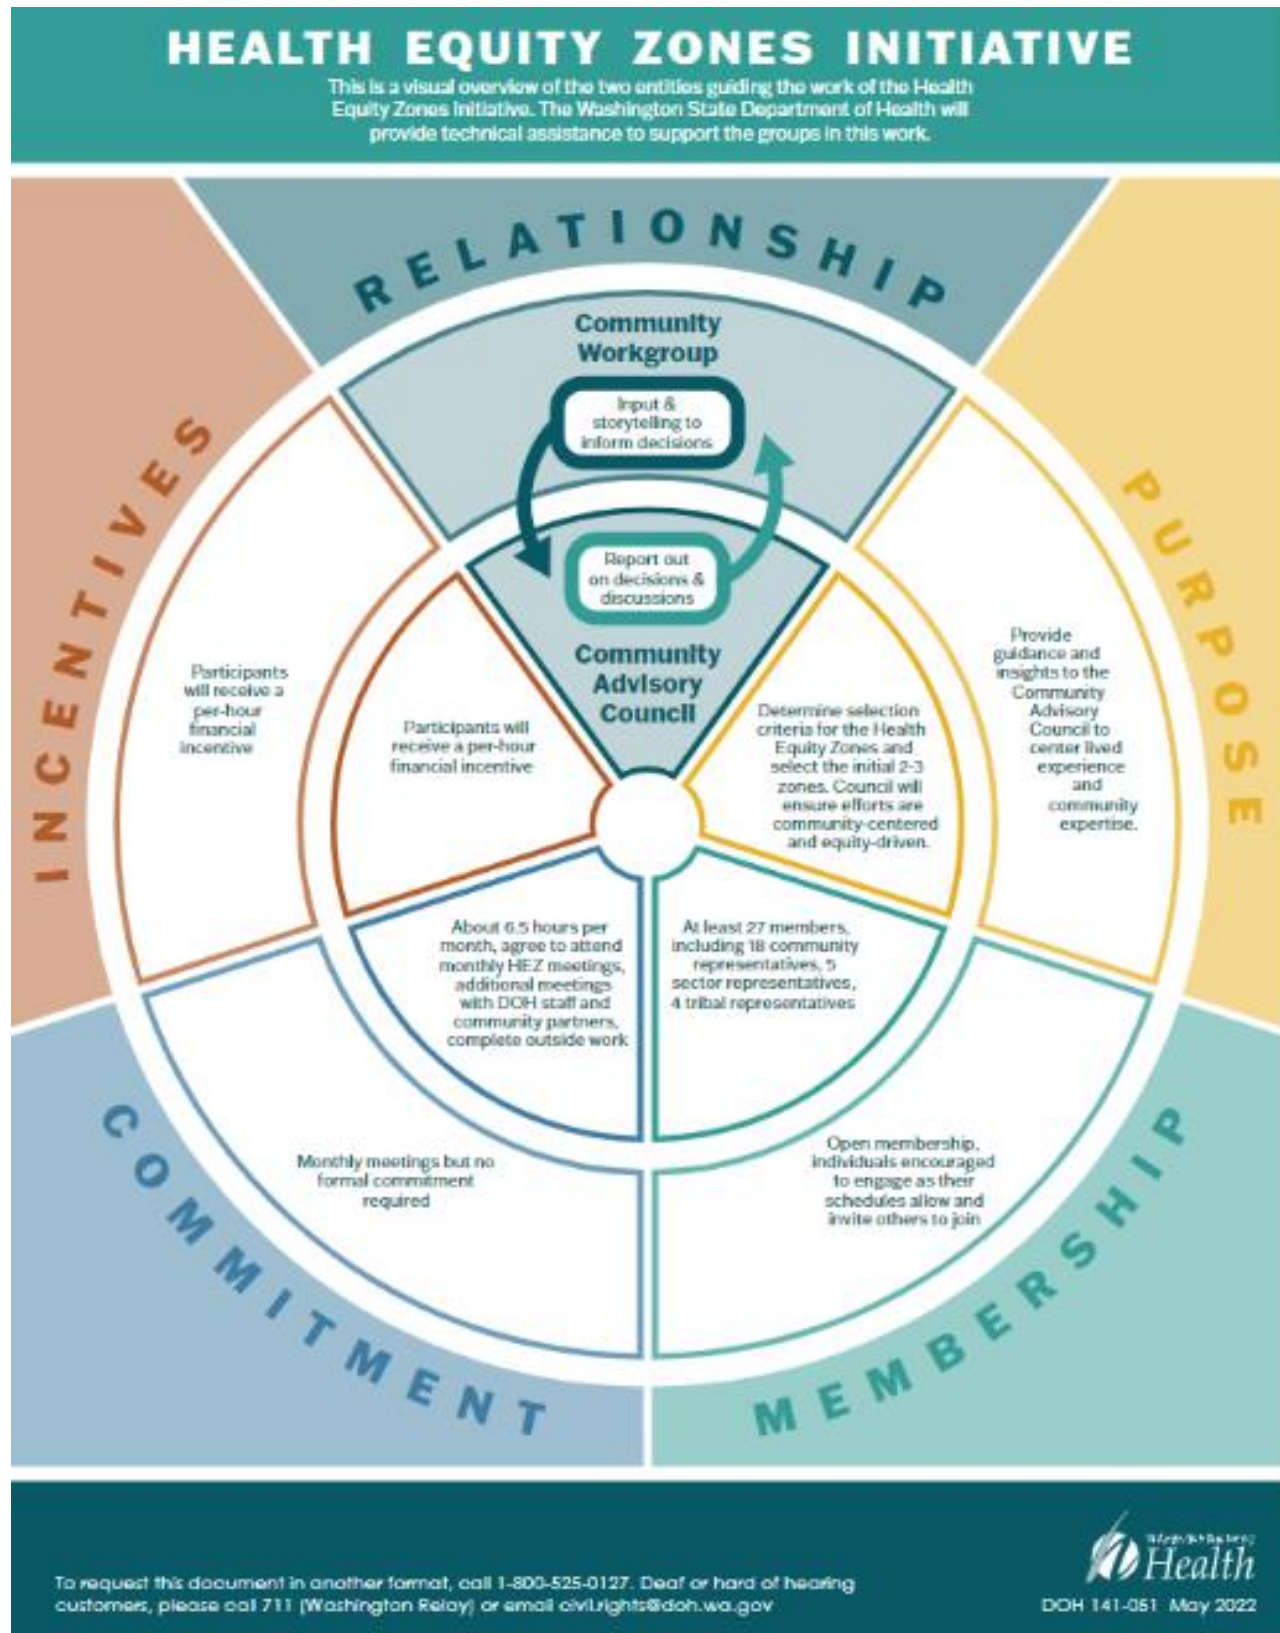 HEALTH EQUITY ZONES INITIATIVE
This is a visual overview of the two entities guiding the work of the Health
Equity Zones Initiative. The Washington State Department of Health will
provide technical assistance to support the groups in this work.
RELATIONSHIP
Community
Workgroup
Input &
storytelling to
inform decisions
Report out
on decisions &
discussions
Community
Advisory
Council
PURPOSE
Provide
guidance and
insights to the
Community
Advisory
Council to
center lived
experience
and
community
expertise.
Determine selection
criteria for the Health
Equity Zones and
select the initial 2-3
zones. Council will
ensure efforts are
community-centered
and equity-driven.
INCENTIVES
Participants
will receive a
per-hour
financial
incentive
Participants will
receive a per-hour
financial incentive
COMMITMENT
About 6.5 hours per
month, agree to attend
monthly HEZ meetings,
additional meetings
with DOH staff and
community partners,
complete outside work
Monthly meetings but no
formal commitment
required
MEMBERSHIP
At least 27 members,
including 18 community
representatives, 5
sector representatives,
4 tribal representatives
Open membership,
individuals encouraged
to engage as their
schedules allow and
invite others to join
To request this document in another format, call 1-800-525-0127. Deaf or hard of hearing
customers, please call 711 (Washington Relay) or email civil.rights@doh.wa.gov
Health
DOH 141-051 May 2022